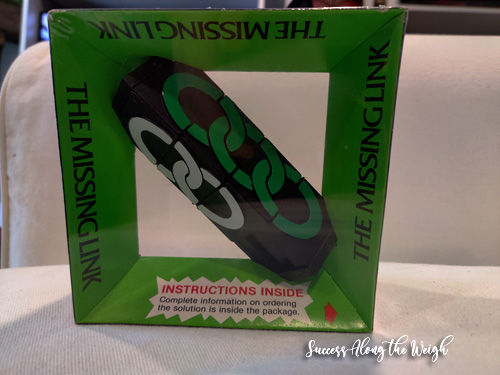 THE MISSING LINK
THE MISSING LINK
THE MISSING LINK
INSTRUCTIONS INSIDE
Complete information on ordering
the solution is inside the package.
Success Along the Weigh